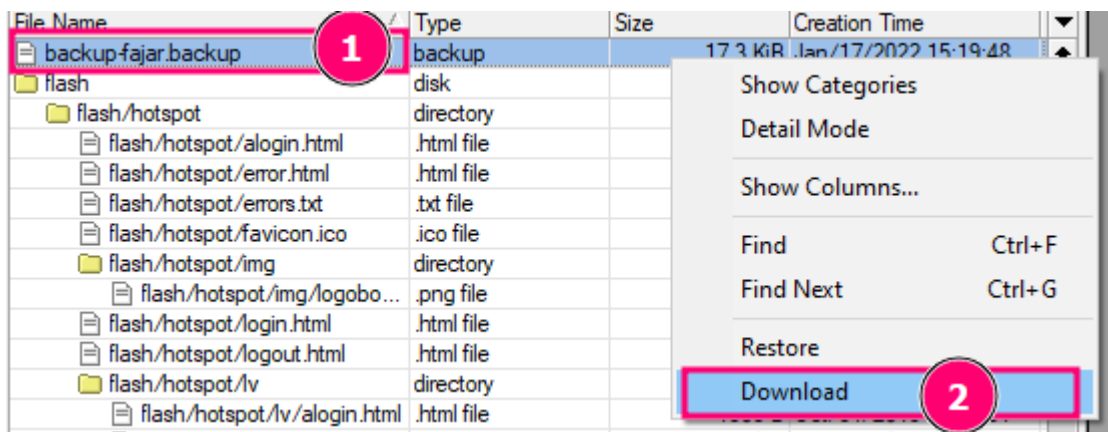 File Name Type Size Creation Time
backup-fajar.backup backup 17.3 KiB Jan/17/2022 15:19:48
1
flash disk
flash/hotspot directory
flash/hotspot/alogin.html .html file
flash/hotspot/error.html .html file
flash/hotspot/errors.txt .txt file
flash/hotspot/favicon.ico .ico file
flash/hotspot/img directory
flash/hotspot/img/logobo... .png file
flash/hotspot/login.html .html file
flash/hotspot/logout.html .html file
flash/hotspot/lv directory
flash/hotspot/lv/alogin.html .html file
Show Categories
Detail Mode
Show Columns...
Find Ctrl+F
Find Next Ctrl+G
Restore
Download
2